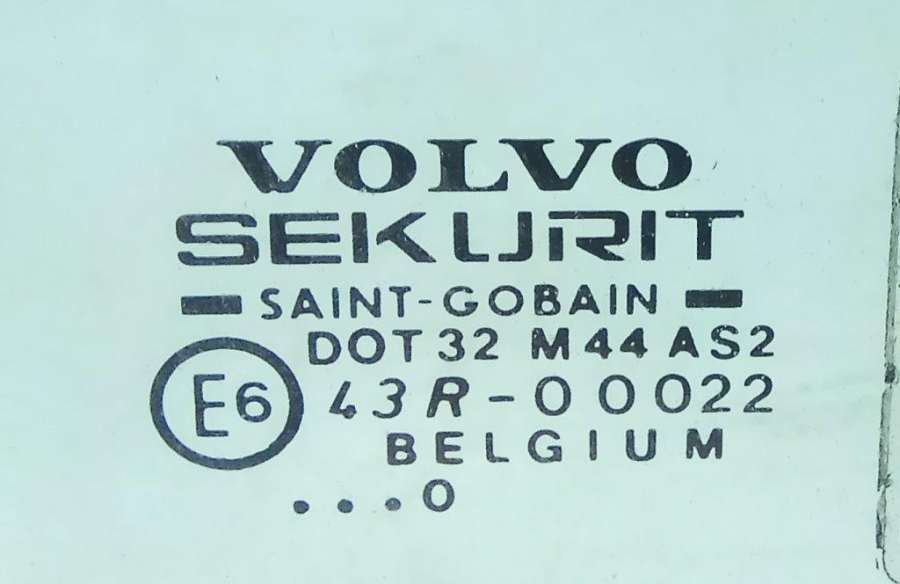 VOLVO
SEKURIT
SAINT-GOBAIN
DOT 32 M44 AS2
E6 43R-00022
BELGIUM
...0